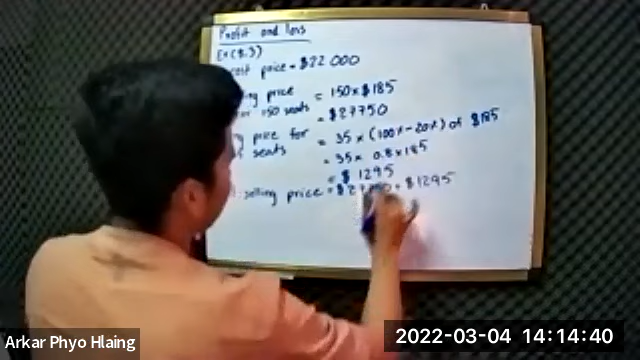 Profit and loss
Ex(8.3)
cost price = $22 000
price = 150 x $185
150 seats = $27750
price for = 35 x (100% - 20%) of $185
seats = 35 x 0.8 x 185
= $ 1295
selling price = $ + $1295
Arkar Phyo Hlaing
2022-03-04 14:14:40